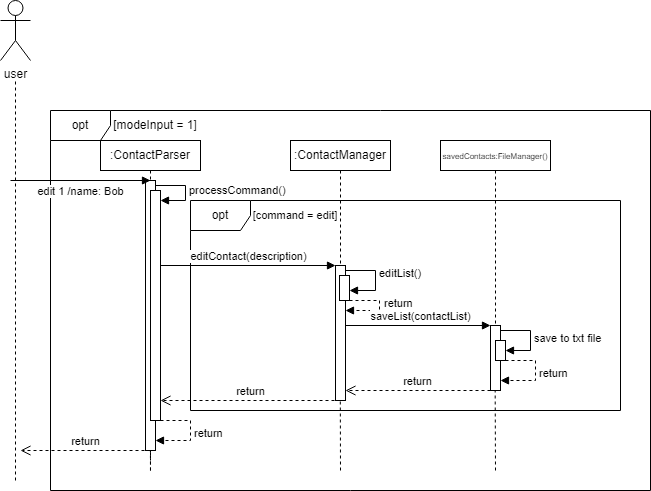 user
opt [modeInput = 1]
:ContactParser
:ContactManager
savedContacts:FileManager()
edit 1 /name: Bob
processCommand()
opt [command = edit]
editContact(description)
editList()
return
saveList(contactList)
save to txt file
return
return
return
return
return